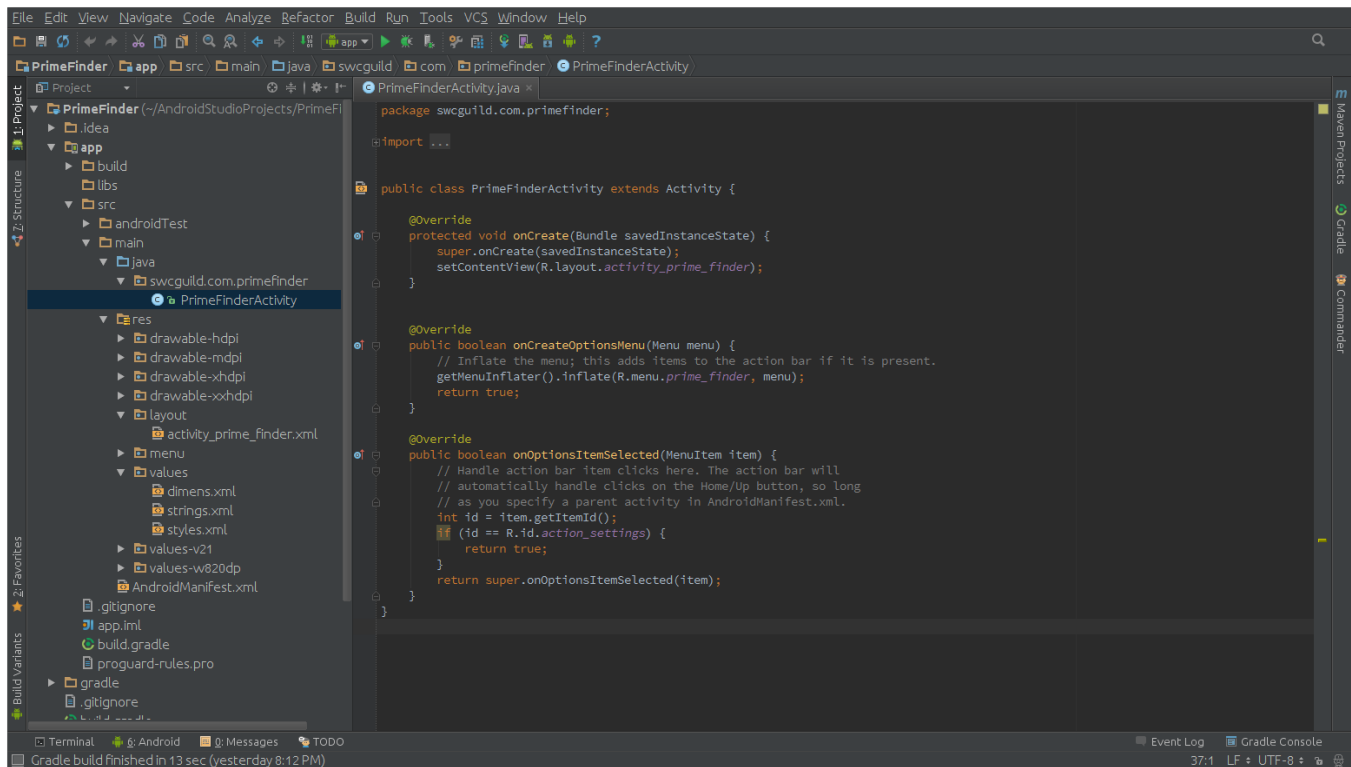 File Edit View Navigate Code Analyze Refactor Build Run Tools VCS Window Help
app
PrimeFinder app src main java swcguild com primefinder PrimeFinderActivity
Project
PrimeFinderActivity.java
1: Project
Z: Structure
2: Favorites
Build Variants
PrimeFinder (~/AndroidStudioProjects/PrimeFi
.idea
app
build
libs
src
androidTest
main
java
swcguild.com.primefinder
PrimeFinderActivity
res
drawable-hdpi
drawable-mdpi
drawable-xhdpi
drawable-xxhdpi
layout
activity_prime_finder.xml
menu
values
dimens.xml
strings.xml
styles.xml
values-v21
values-w820dp
AndroidManifest.xml
.gitignore
app.iml
build.gradle
proguard-rules.pro
gradle
.gitignore
package swcguild.com.primefinder;
import ...
public class PrimeFinderActivity extends Activity {
@Override
protected void onCreate(Bundle savedInstanceState) {
super.onCreate(savedInstanceState);
setContentView(R.layout.activity_prime_finder);
}
@Override
public boolean onCreateOptionsMenu(Menu menu) {
// Inflate the menu; this adds items to the action bar if it is present.
getMenuInflater().inflate(R.menu.prime_finder, menu);
return true;
}
@Override
public boolean onOptionsItemSelected(MenuItem item) {
// Handle action bar item clicks here. The action bar will
// automatically handle clicks on the Home/Up button, so long
// as you specify a parent activity in AndroidManifest.xml.
int id = item.getItemId();
if (id == R.id.action_settings) {
return true;
}
return super.onOptionsItemSelected(item);
}
}
Maven Projects
Gradle
Commander
Terminal 6: Android 0: Messages TODO
Event Log Gradle Console
Gradle build finished in 13 sec (yesterday 8:12 PM)
37:1 LF UTF-8